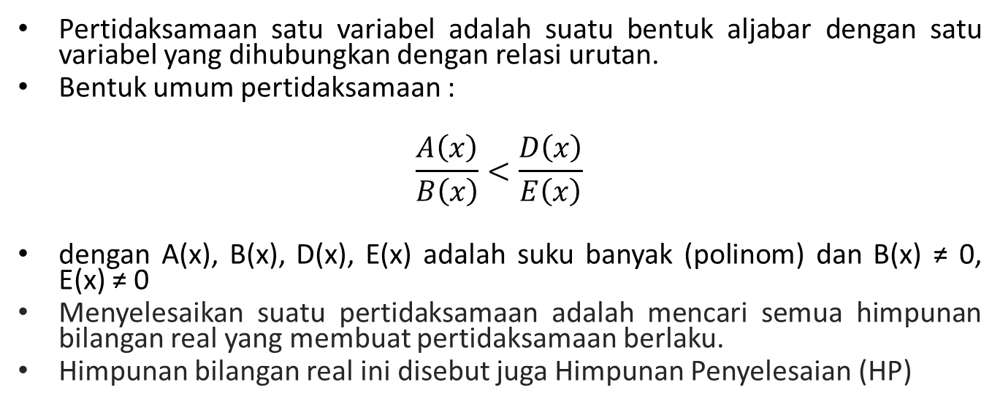 • Pertidaksamaan satu variabel adalah suatu bentuk aljabar dengan satu
variabel yang dihubungkan dengan relasi urutan.
• Bentuk umum pertidaksamaan :
A(x)/B(x) < D(x)/E(x)
• dengan A(x), B(x), D(x), E(x) adalah suku banyak (polinom) dan B(x) ≠ 0,
E(x) ≠ 0
• Menyelesaikan suatu pertidaksamaan adalah mencari semua himpunan
bilangan real yang membuat pertidaksamaan berlaku.
• Himpunan bilangan real ini disebut juga Himpunan Penyelesaian (HP)